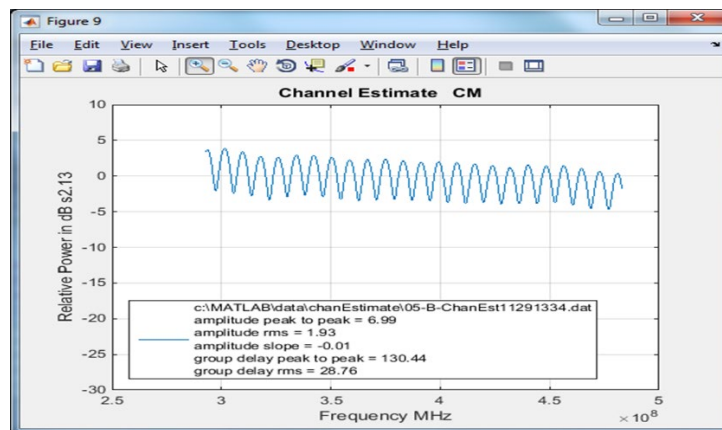 Figure 9
File Edit View Insert Tools Desktop Window Help
Channel Estimate CM
Relative Power in dB s2.13
10
5
0
-5
-10
-15
-20
-25
-30
c:\MATLAB\data\chanEstimate\05-B-ChanEst11291334.dat
amplitude peak to peak = 6.99
amplitude rms = 1.93
amplitude slope = -0.01
group delay peak to peak = 130.44
group delay rms = 28.76
2.5 3 3.5 4 4.5 5
Frequency MHz
× 10^8